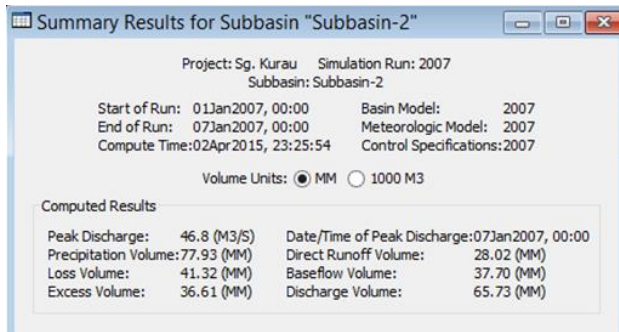 Summary Results for Subbasin "Subbasin-2"
Project: Sg. Kurau Simulation Run: 2007
Subbasin: Subbasin-2
Start of Run: 01Jan2007, 00:00 Basin Model: 2007
End of Run: 07Jan2007, 00:00 Meteorologic Model: 2007
Compute Time:02Apr2015, 23:25:54 Control Specifications:2007
Volume Units: MM 1000 M3
Computed Results
Peak Discharge: 46.8 (M3/S) Date/Time of Peak Discharge:07Jan2007, 00:00
Precipitation Volume:77.93 (MM) Direct Runoff Volume: 28.02 (MM)
Loss Volume: 41.32 (MM) Baseflow Volume: 37.70 (MM)
Excess Volume: 36.61 (MM) Discharge Volume: 65.73 (MM)